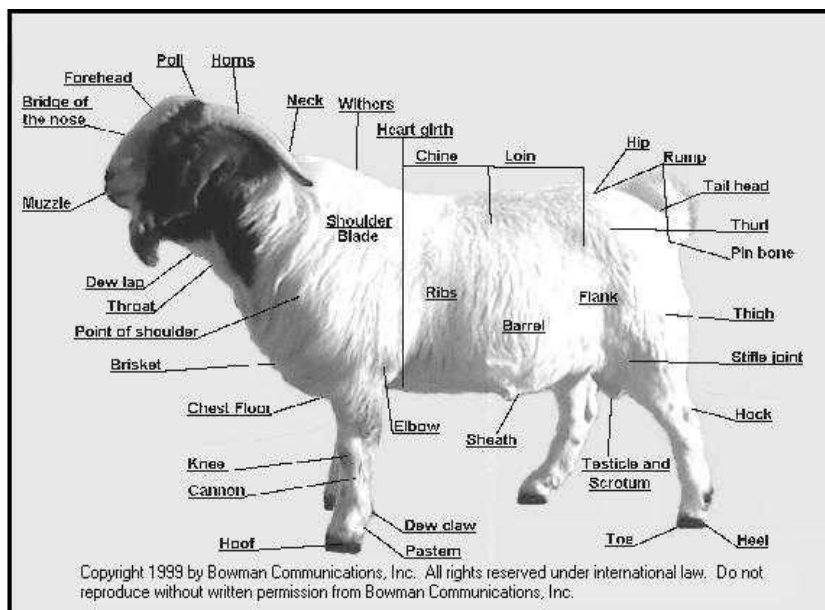 Poll
Horns
Forehead
Neck
Withers
Bridge of
the nose
Heart girth
Hip
Chine
Loin
Rump
Tail head
Muzzle
Shoulder
Blade
Thurl
Pin bone
Dew lap
Throat
Ribs
Flank
Point of shoulder
Barrel
Thigh
Brisket
Stifle joint
Chest Floor
Elbow
Sheath
Hock
Knee
Testicle and
Scrotum
Cannon
Dew claw
Hoof
Pastern
Toe
Heel
Copyright 1999 by Bowman Communications, Inc. All rights reserved under international law. Do not
reproduce without written permission from Bowman Communications, Inc.